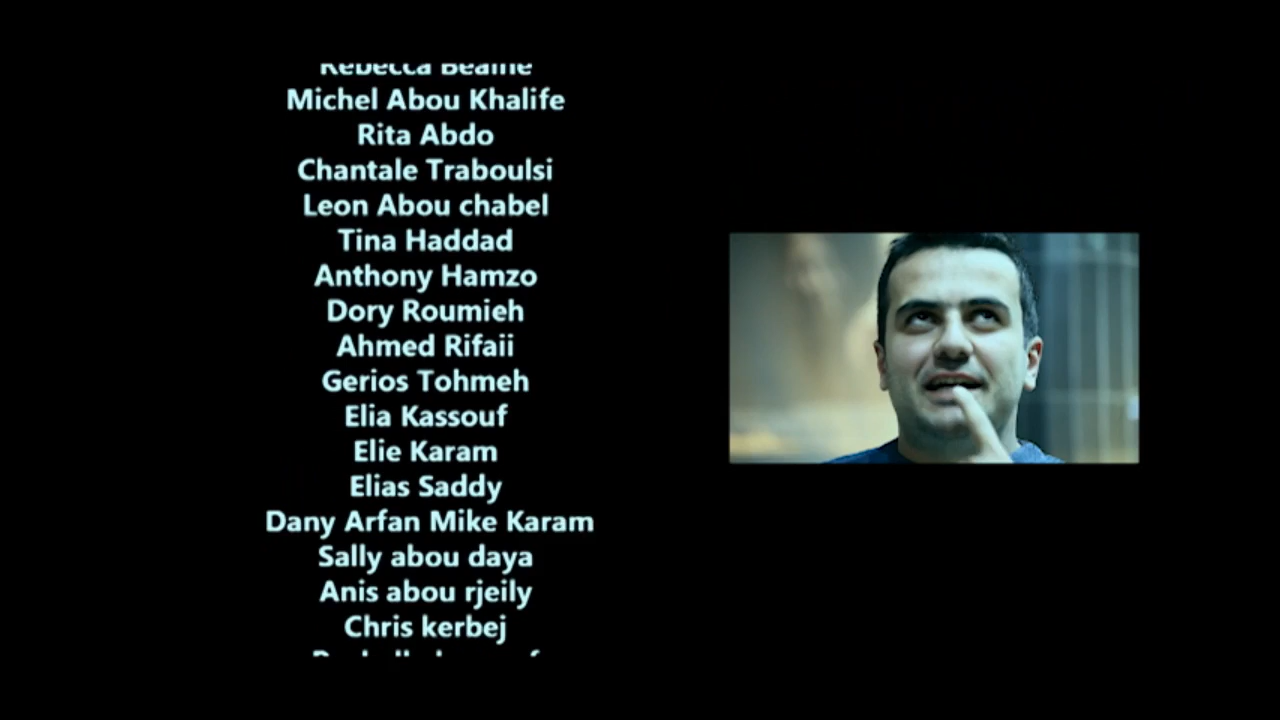 Rebecca Beaine
Michel Abou Khalife
Rita Abdo
Chantale Traboulsi
Leon Abou chabel
Tina Haddad
Anthony Hamzo
Dory Roumieh
Ahmed Rifaii
Gerios Tohmeh
Elia Kassouf
Elie Karam
Elias Saddy
Dany Arfan Mike Karam
Sally abou daya
Anis abou rjeily
Chris kerbej